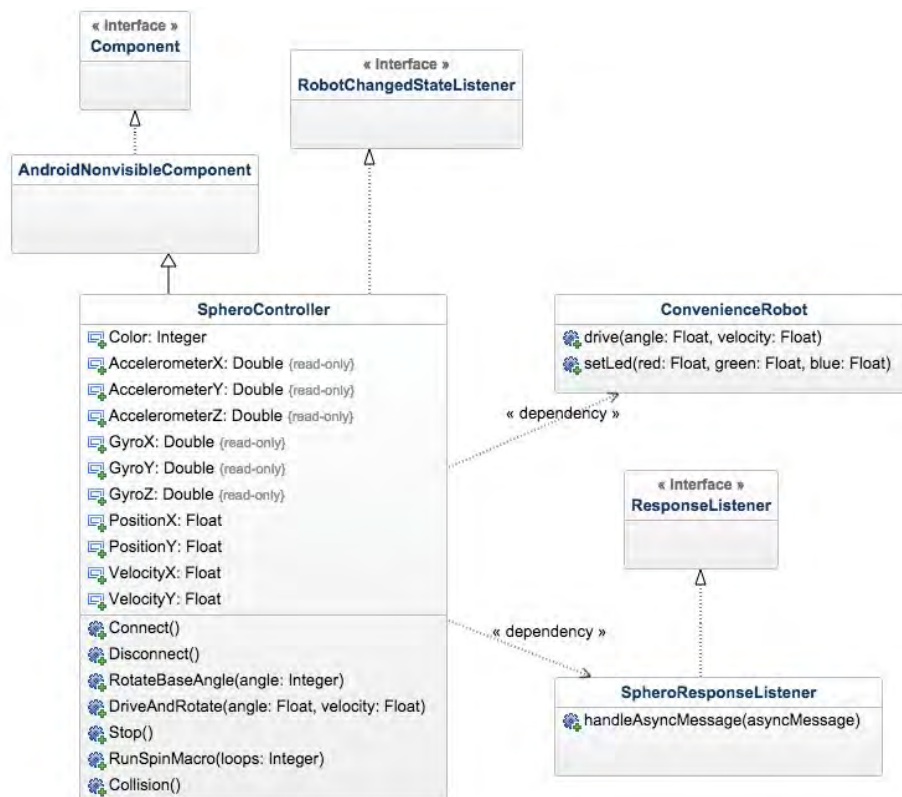 « Interface »
Component
« Interface »
RobotChangedStateListener
AndroidNonvisibleComponent
SpheroController
Color: Integer
AccelerometerX: Double {read-only}
AccelerometerY: Double {read-only}
AccelerometerZ: Double {read-only}
GyroX: Double {read-only}
GyroY: Double {read-only}
GyroZ: Double {read-only}
PositionX: Float
PositionY: Float
VelocityX: Float
VelocityY: Float
Connect()
Disconnect()
RotateBaseAngle(angle: Integer)
DriveAndRotate(angle: Float, velocity: Float)
Stop()
RunSpinMacro(loops: Integer)
Collision()
ConvenienceRobot
drive(angle: Float, velocity: Float)
setLed(red: Float, green: Float, blue: Float)
« dependency »
« Interface »
ResponseListener
« dependency »
SpheroResponseListener
handleAsyncMessage(asyncMessage)